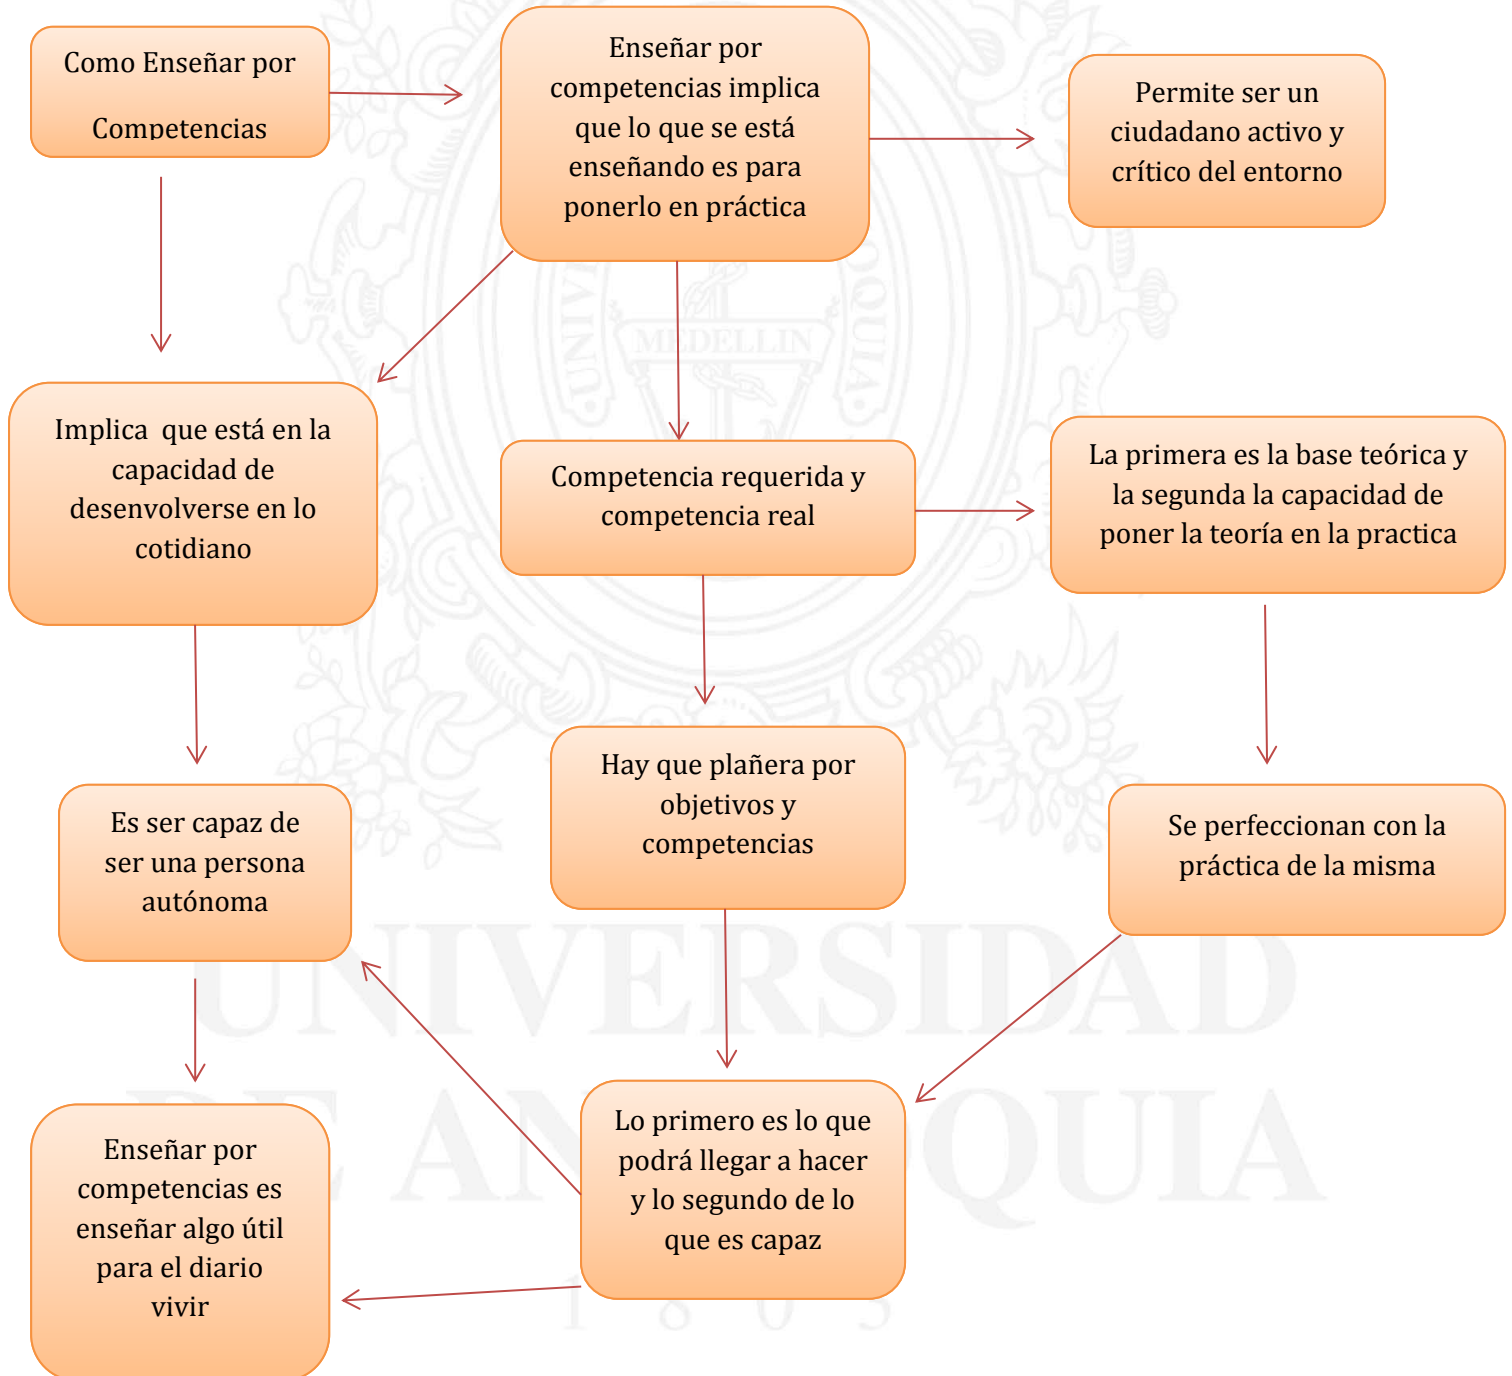 Como Enseñar por
Competencias
Enseñar por
competencias implica
que lo que se está
enseñando es para
ponerlo en práctica
Permite ser un
ciudadano activo y
crítico del entorno
Implica que está en la
capacidad de
desenvolverse en lo
cotidiano
Competencia requerida y
competencia real
La primera es la base teórica y
la segunda la capacidad de
poner la teoría en la practica
Es ser capaz de
ser una persona
autónoma
Hay que plañera por
objetivos y
competencias
Se perfeccionan con la
práctica de la misma
Enseñar por
competencias es
enseñar algo útil
para el diario
vivir
Lo primero es lo que
podrá llegar a hacer
y lo segundo de lo
que es capaz
MEDELLIN
UNIVERSIDAD
1 8 0 3